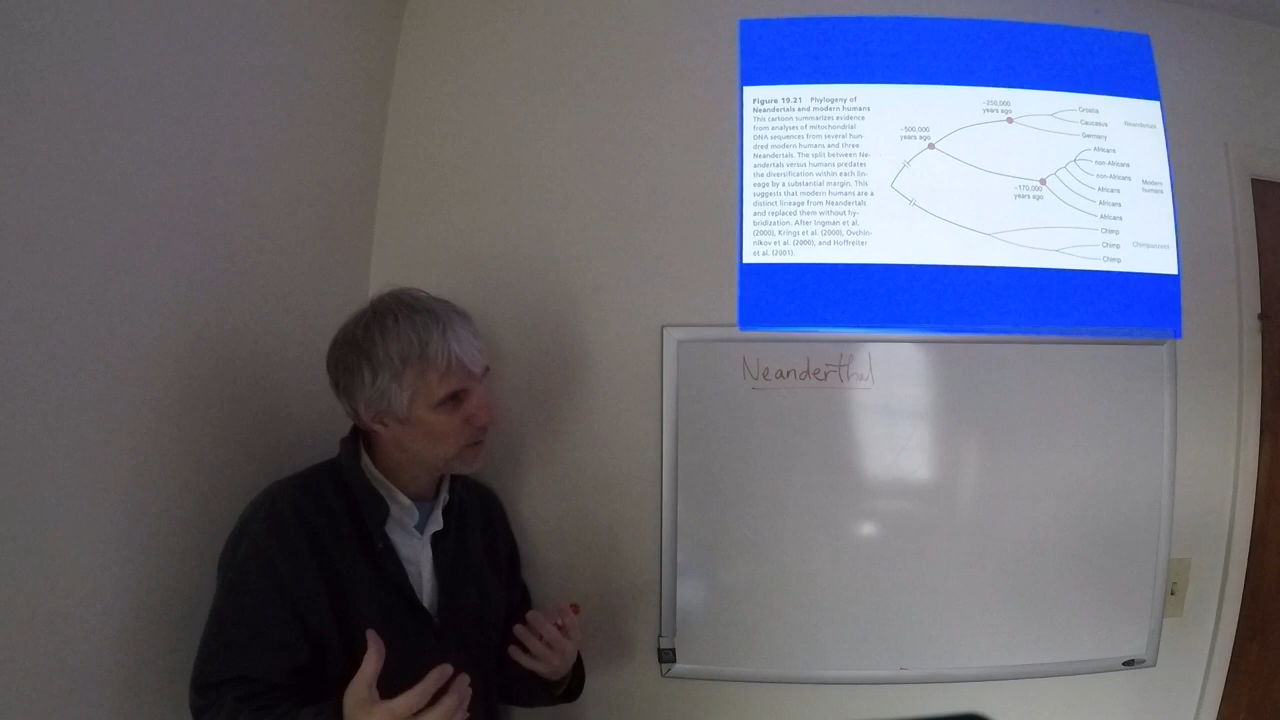 Figure 19.21 Phylogeny of
Neandertals and modern humans
This cartoon summarizes evidence
from analyses of mitochondrial
DNA sequences from several hun-
dred modern humans and three
Neandertals. The split between Ne-
andertals versus humans predates
the diversification within each lin-
eage by a substantial margin. This
suggests that modern humans are a
distinct lineage from Neandertals
and replaced them without hy-
bridization. After Ingman et al.
(2000), Krings et al. (2000), Ovchin-
nikov et al. (2000), and Hoffreiter
et al. (2001).
~250,000
years ago
~500,000
years ago
~170,000
years ago
Croatia
Caucasus
Germany
Neandertals
Africans
non-Africans
non-Africans
Africans
Africans
Africans
Modern
humans
Chimp
Chimp
Chimp
Chimpanzees
Neanderthal